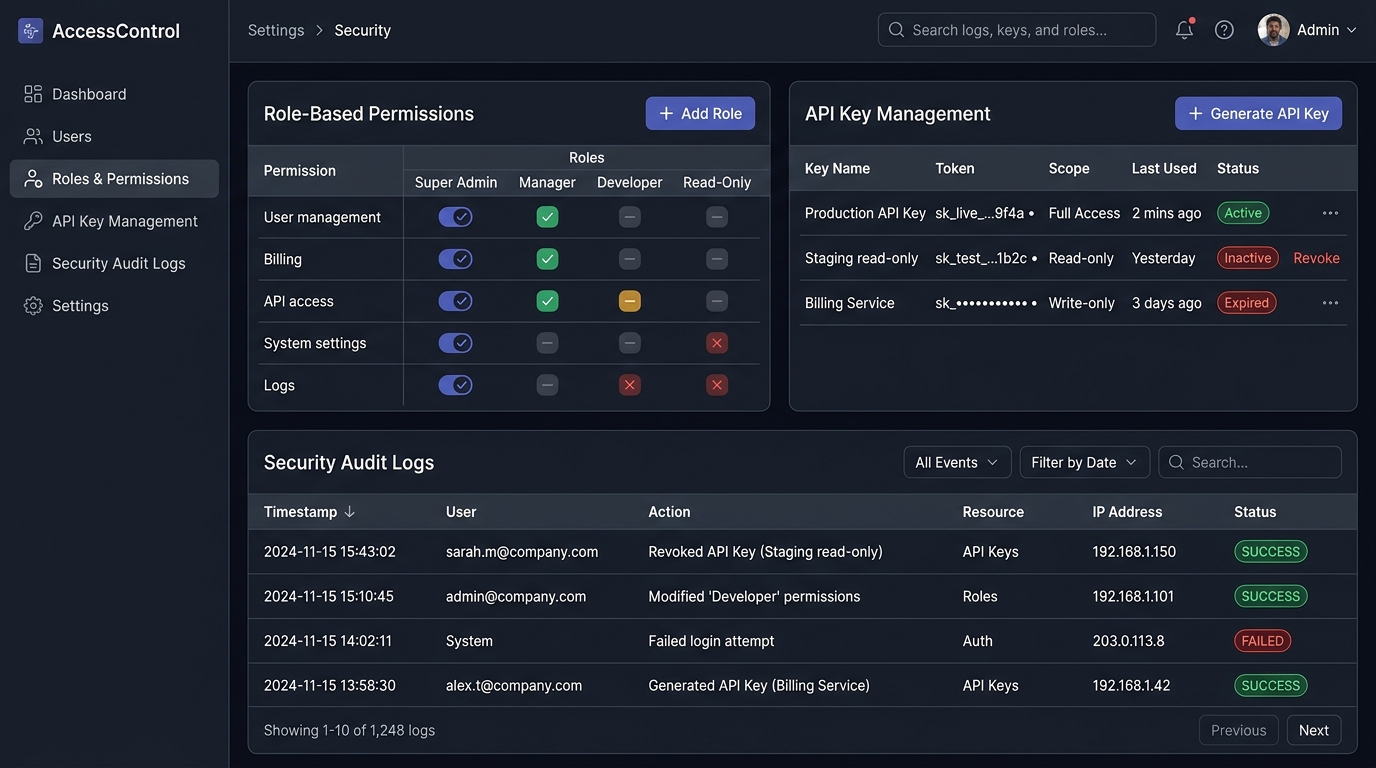 AccessControl
Dashboard
Users
Roles & Permissions
API Key Management
Security Audit Logs
Settings
Settings > Security
Search logs, keys, and roles...
Admin
Role-Based Permissions
+ Add Role
Permission
Roles
Super Admin Manager Developer Read-Only
User management
Billing
API access
System settings
Logs
API Key Management
+ Generate API Key
Key Name Token Scope Last Used Status
Production API Key sk_live_...9f4a • Full Access 2 mins ago Active ...
Staging read-only sk_test_...1b2c • Read-only Yesterday Inactive Revoke
Billing Service sk_••••••••••• • Write-only 3 days ago Expired ...
Security Audit Logs
All Events
Filter by Date
Search...
Timestamp ↓ User Action Resource IP Address Status
2024-11-15 15:43:02 sarah.m@company.com Revoked API Key (Staging read-only) API Keys 192.168.1.150 SUCCESS
2024-11-15 15:10:45 admin@company.com Modified 'Developer' permissions Roles 192.168.1.101 SUCCESS
2024-11-15 14:02:11 System Failed login attempt Auth 203.0.113.8 FAILED
2024-11-15 13:58:30 alex.t@company.com Generated API Key (Billing Service) API Keys 192.168.1.42 SUCCESS
Showing 1-10 of 1,248 logs
Previous
Next